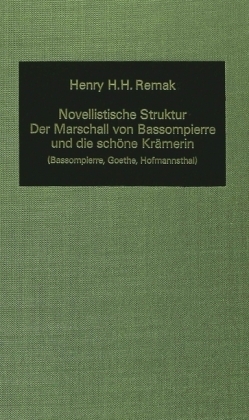 Henry H.H. Remak
Novellistische Struktur
Der Marschall von Bassompierre
und die schöne Krämerin
(Bassompierre, Goethe, Hofmannsthal)